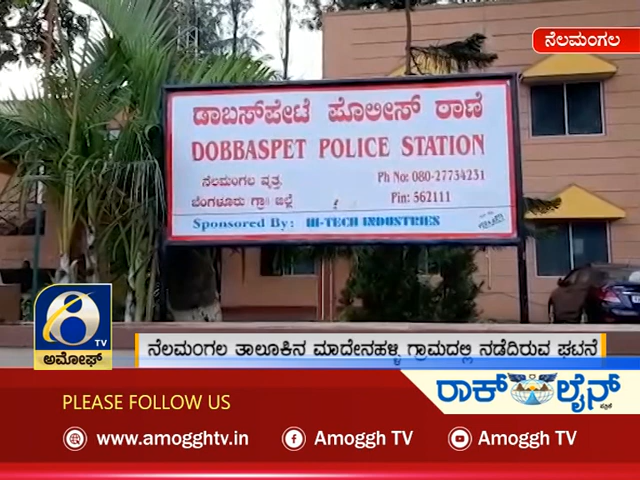 ನೆಲಮಂಗಲ
ಡಾಬಸ್‌ಪೇಟೆ ಪೊಲೀಸ್ ಠಾಣೆ
DOBBASPET POLICE STATION
ನೆಲಮಂಗಲ ವೃತ್ತ
Ph No: 080-27734231
ಬೆಂಗಳೂರು ಗ್ರಾ॥ ಜಿಲ್ಲೆ
Pin: 562111
Sponsored By: HI-TECH INDUSTRIES
TV
ಅಮೋಘ್
ನೆಲಮಂಗಲ ತಾಲೂಕಿನ ಮಾದೇನಹಳ್ಳಿ ಗ್ರಾಮದಲ್ಲಿ ನಡೆದಿರುವ ಘಟನೆ
ರಾಕ್ ಲೈನ್
PLEASE FOLLOW US
www.amogghtv.in
Amoggh TV
Amoggh TV